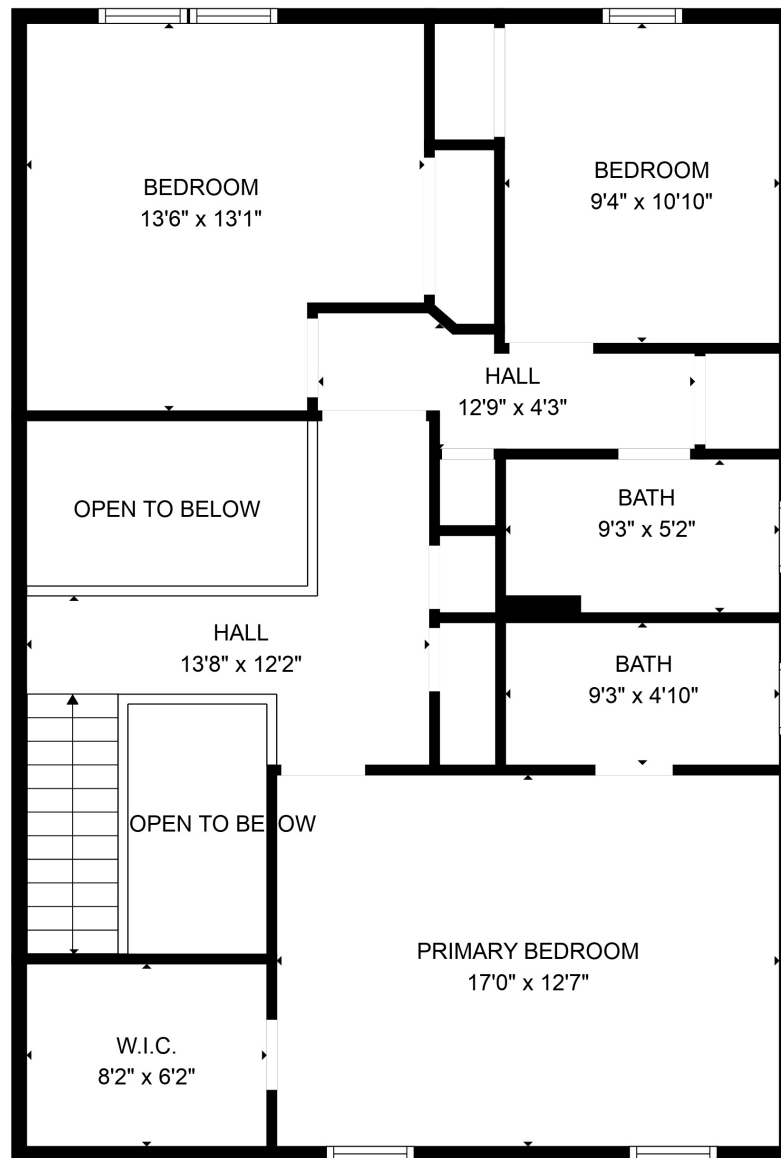 BEDROOM
13'6" x 13'1"
BEDROOM
9'4" x 10'10"
HALL
12'9" x 4'3"
OPEN TO BELOW
BATH
9'3" x 5'2"
HALL
13'8" x 12'2"
BATH
9'3" x 4'10"
OPEN TO BELOW
PRIMARY BEDROOM
17'0" x 12'7"
W.I.C.
8'2" x 6'2"